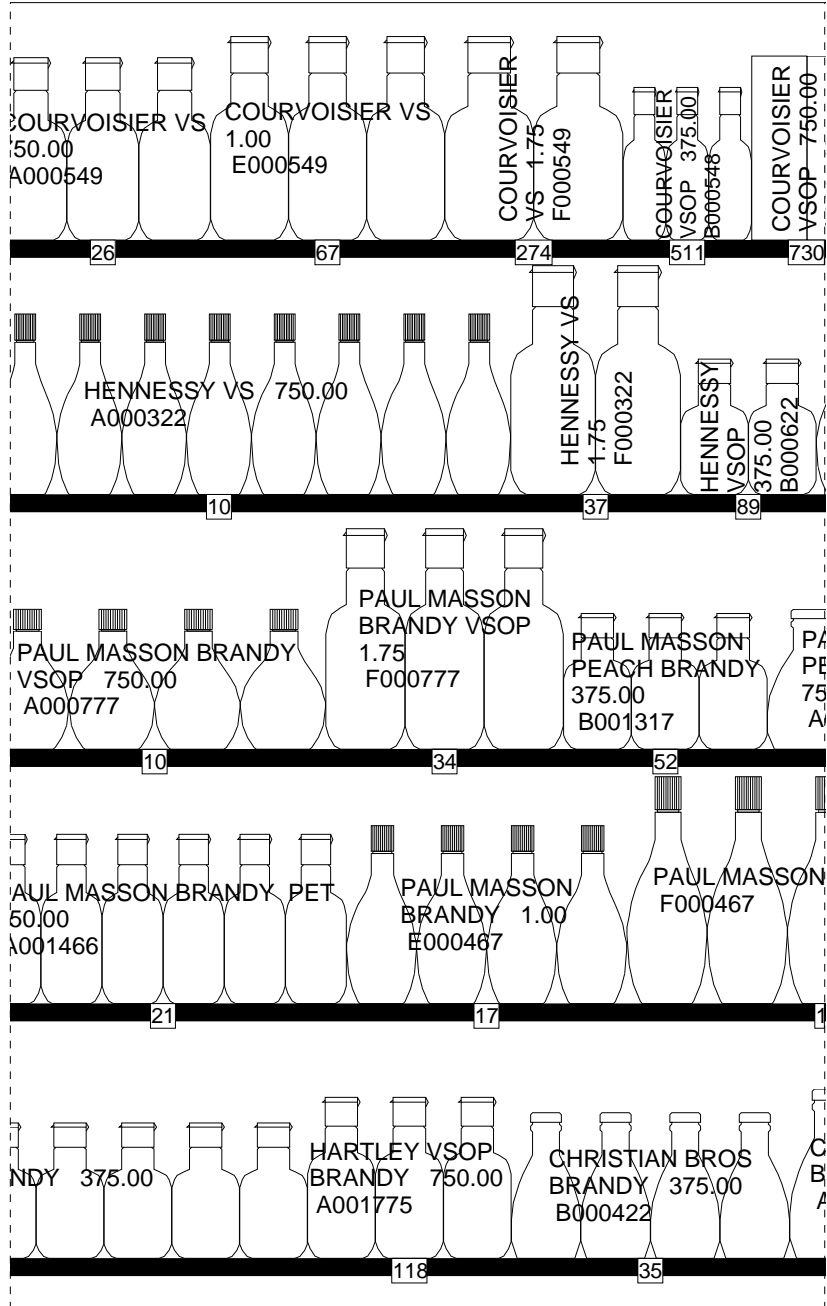 COURVOISIER VS
750.00
A000549
COURVOISIER VS
1.00
E000549
COURVOISIER
VS 1.75
F000549
COURVOISIER
VSOP 375.00
B000548
COURVOISIER
VSOP 750.00
26
67
274
511
730
HENNESSY VS 750.00
A000322
HENNESSY VS
1.75
F000322
HENNESSY
VSOP
375.00
B000622
10
37
89
PAUL MASSON BRANDY
VSOP 750.00
A000777
PAUL MASSON
BRANDY VSOP
1.75
F000777
PAUL MASSON
PEACH BRANDY
375.00
B001317
PA
PE
75
A
10
34
52
AUL MASSON BRANDY PET
50.00
A001466
PAUL MASSON
BRANDY 1.00
E000467
PAUL MASSON
F000467
21
17
1
NDY 375.00
HARTLEY VSOP
BRANDY 750.00
A001775
CHRISTIAN BROS
BRANDY 375.00
B000422
C
B
A
118
35